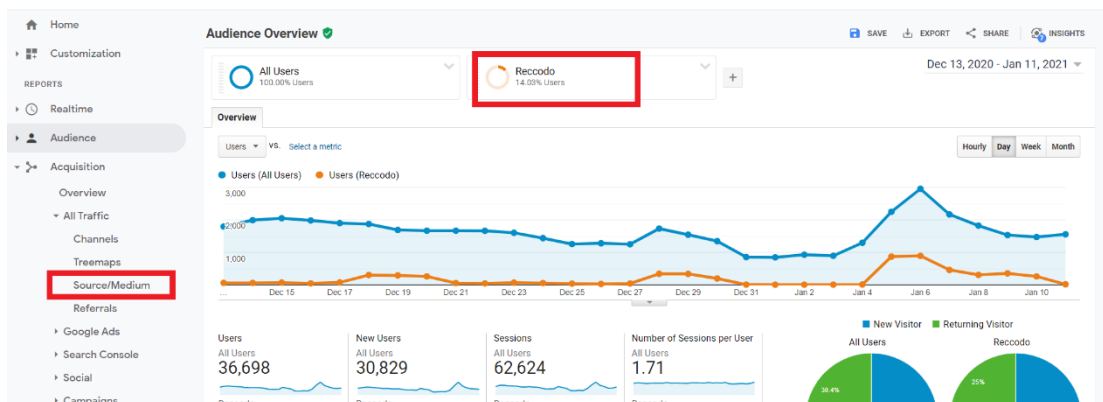 Home
Customization
REPORTS
Realtime
Audience
Acquisition
Overview
All Traffic
Channels
Treemaps
Source/Medium
Referrals
Google Ads
Search Console
Social
Campaigns
Audience Overview
SAVE EXPORT SHARE INSIGHTS
All Users
100.00% Users
Reccodo
14.03% Users
+
Dec 13, 2020 - Jan 11, 2021
Overview
Users VS. Select a metric
Hourly Day Week Month
Users (All Users) Users (Reccodo)
3,000
2,000
1,000
... Dec 15 Dec 17 Dec 19 Dec 21 Dec 23 Dec 25 Dec 27 Dec 29 Dec 31 Jan 2 Jan 4 Jan 6 Jan 8 Jan 10
Users
All Users
36,698
New Users
All Users
30,829
Sessions
All Users
62,624
Number of Sessions per User
All Users
1.71
New Visitor Returning Visitor
All Users
30.4%
Reccodo
25%